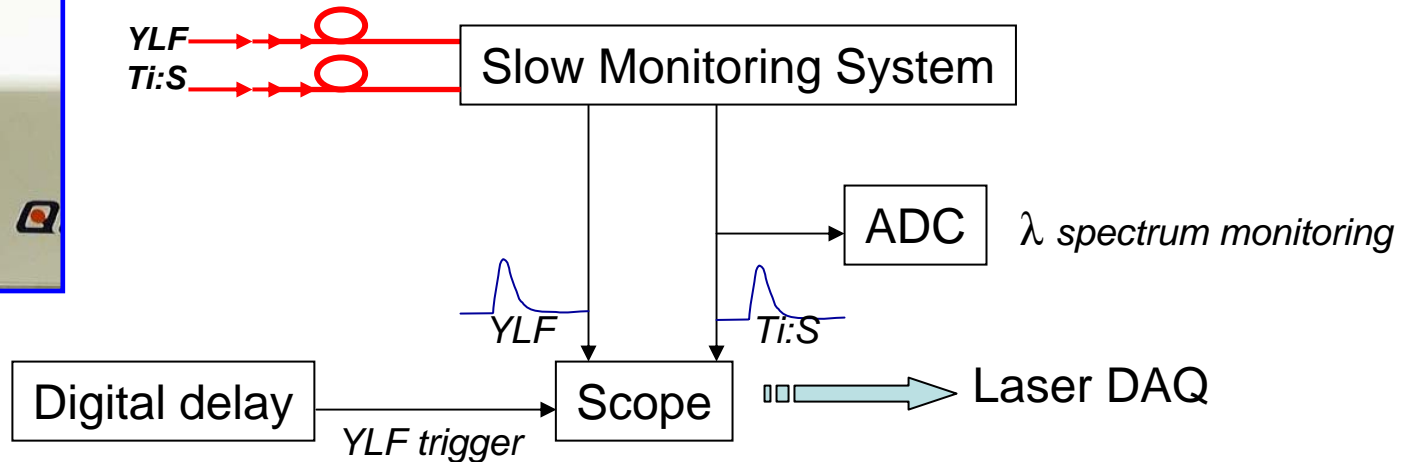 YLF
Ti:S
Slow Monitoring System
ADC
λ spectrum monitoring
YLF
Ti:S
Digital delay
YLF trigger
Scope
Laser DAQ